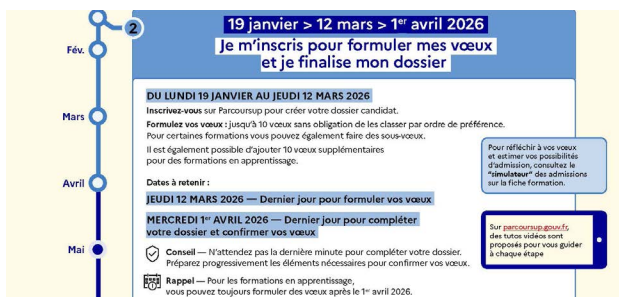 2
19 janvier > 12 mars > 1er avril 2026
Je m'inscris pour formuler mes vœux
et je finalise mon dossier
Fév.
Mars
Avril
Mai
DU LUNDI 19 JANVIER AU JEUDI 12 MARS 2026
Inscrivez-vous sur Parcoursup pour créer votre dossier candidat.
Formulez vos vœux : jusqu'à 10 vœux sans obligation de les classer par ordre de préférence.
Pour certaines formations vous pouvez également faire des sous-vœux.
Il est également possible d'ajouter 10 vœux supplémentaires
pour des formations en apprentissage.
Dates à retenir :
JEUDI 12 MARS 2026 — Dernier jour pour formuler vos vœux
MERCREDI 1er AVRIL 2026 — Dernier jour pour compléter
votre dossier et confirmer vos vœux
Conseil — N'attendez pas la dernière minute pour compléter votre dossier.
Préparez progressivement les éléments nécessaires pour confirmer vos vœux.
Rappel — Pour les formations en apprentissage,
vous pouvez toujours formuler des vœux après le 1er avril 2026.
Pour réfléchir à vos vœux
et estimer vos possibilités
d'admission, consultez le
"simulateur" des admissions
sur la fiche formation.
Sur parcoursup.gouv.fr,
des tutos vidéos sont
proposés pour vous guider
à chaque étape